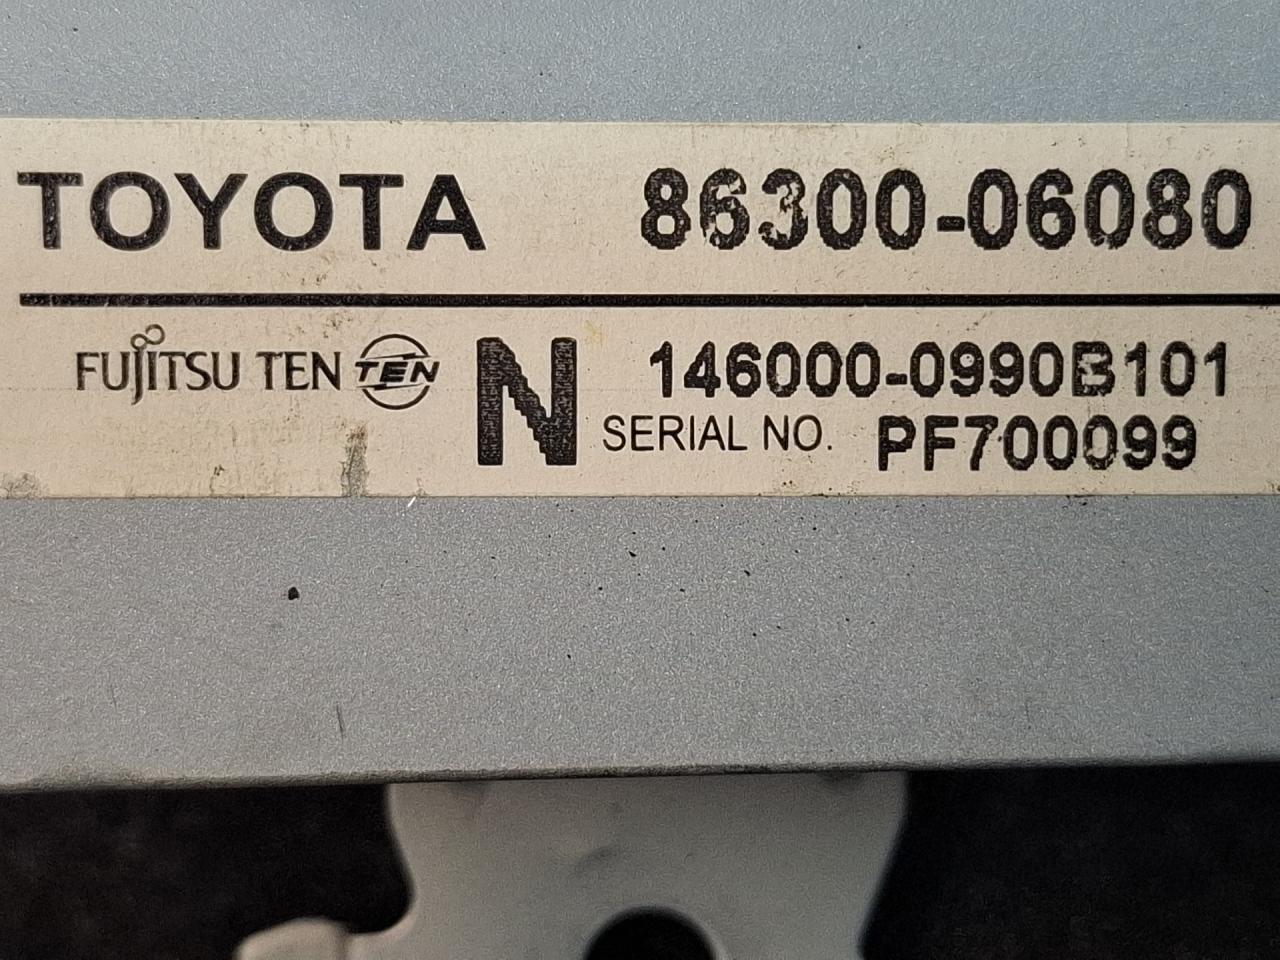 TOYOTA 86300-06080
FUJITSU TEN TEN N 146000-0990B101
SERIAL NO. PF700099